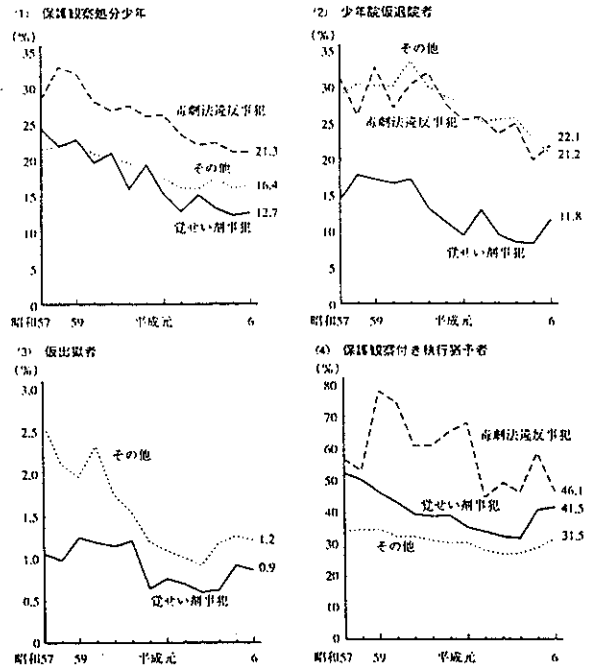 (1) 保護観察処分少年
(%)
35
30
25
20
15
10
5
0
毒劇法違反事犯
21.3
その他
16.4
12.7
覚せい剤事犯
昭和57 59 平成元 6
(2) 少年院仮退院者
(%)
35
30
25
20
15
10
5
0
その他
毒劇法違反事犯
22.1
21.2
11.8
覚せい剤事犯
昭和57 59 平成元 6
(3) 仮出獄者
(%)
3.0
2.5
2.0
1.5
1.0
0.5
0
その他
1.2
0.9
覚せい剤事犯
昭和57 59 平成元 6
(4) 保護観察付き執行猶予者
(%)
80
70
60
50
40
30
20
10
0
毒劇法違反事犯
46.1
覚せい剤事犯
41.5
その他
31.5
昭和57 59 平成元 6